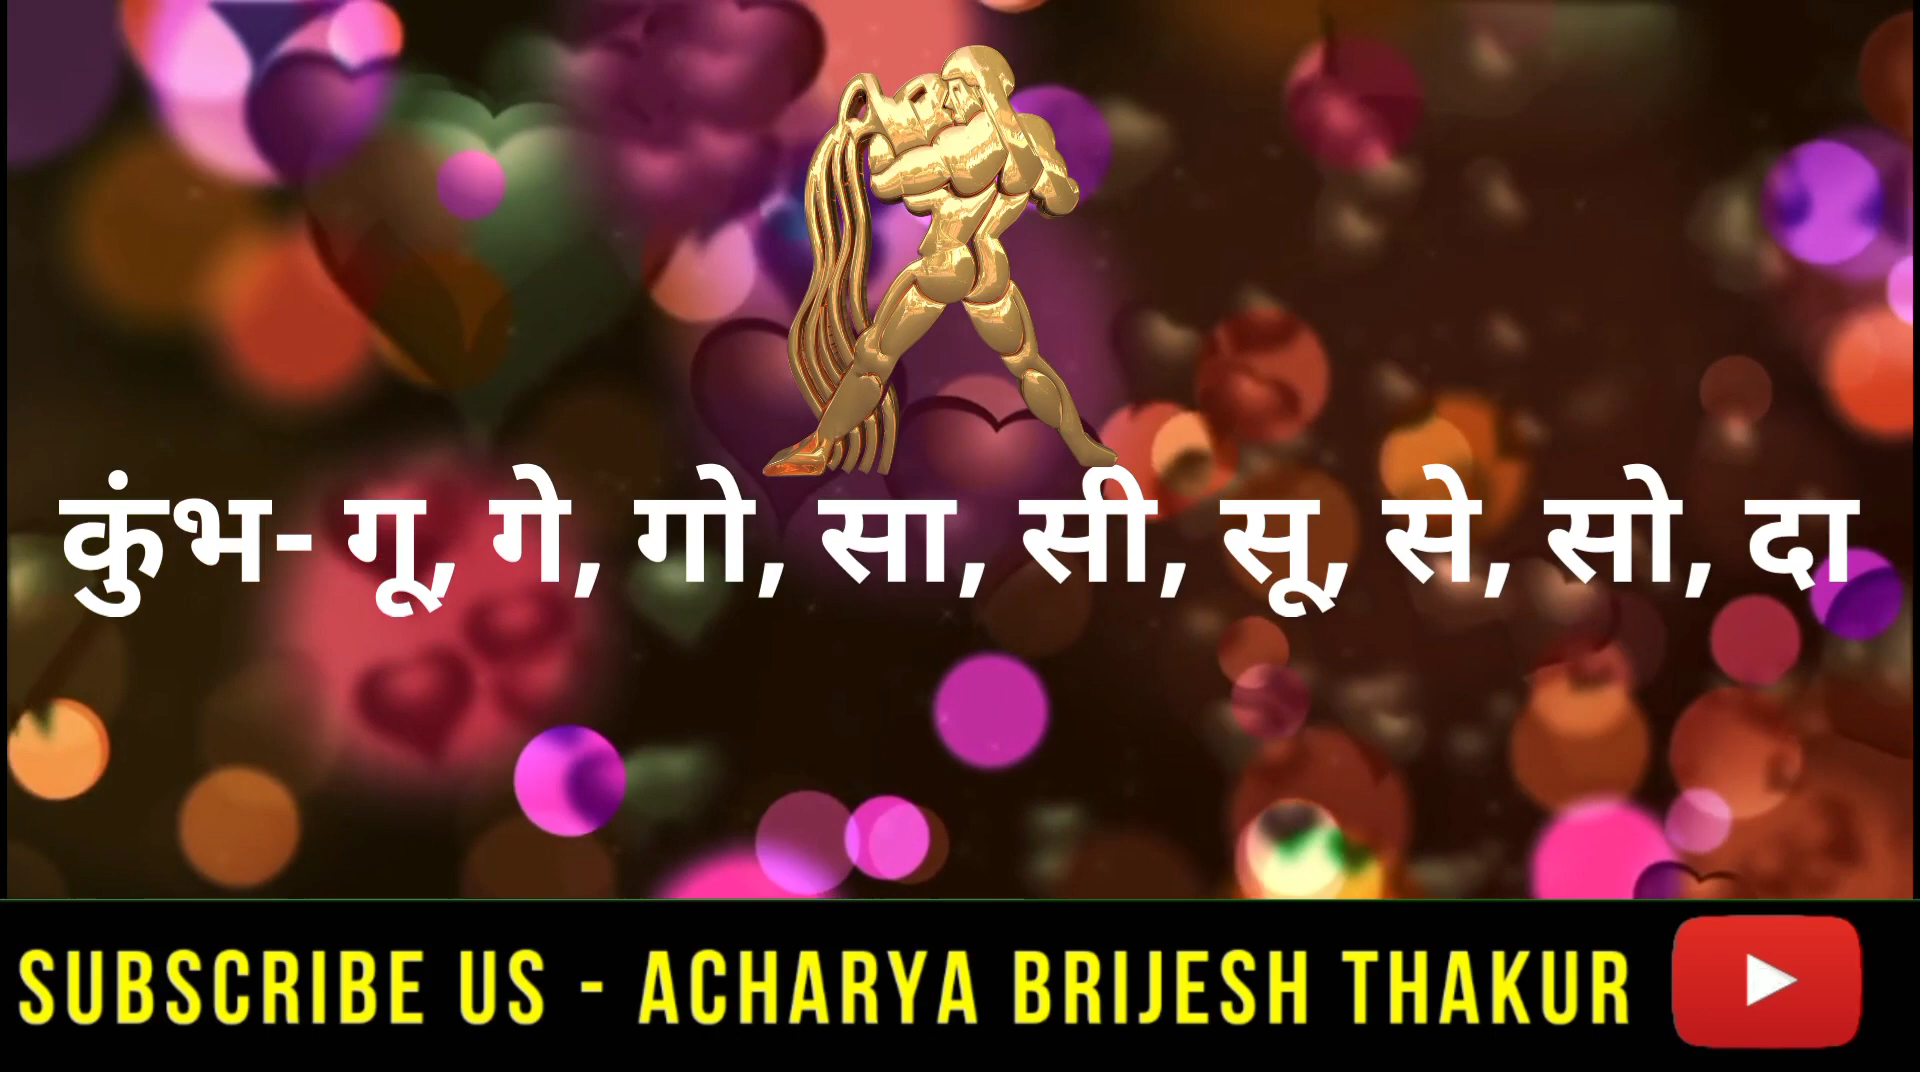 कुंभ- गू, गे, गो, सा, सी, सू, से, सो, दा
SUBSCRIBE US - ACHARYA BRIJESH THAKUR